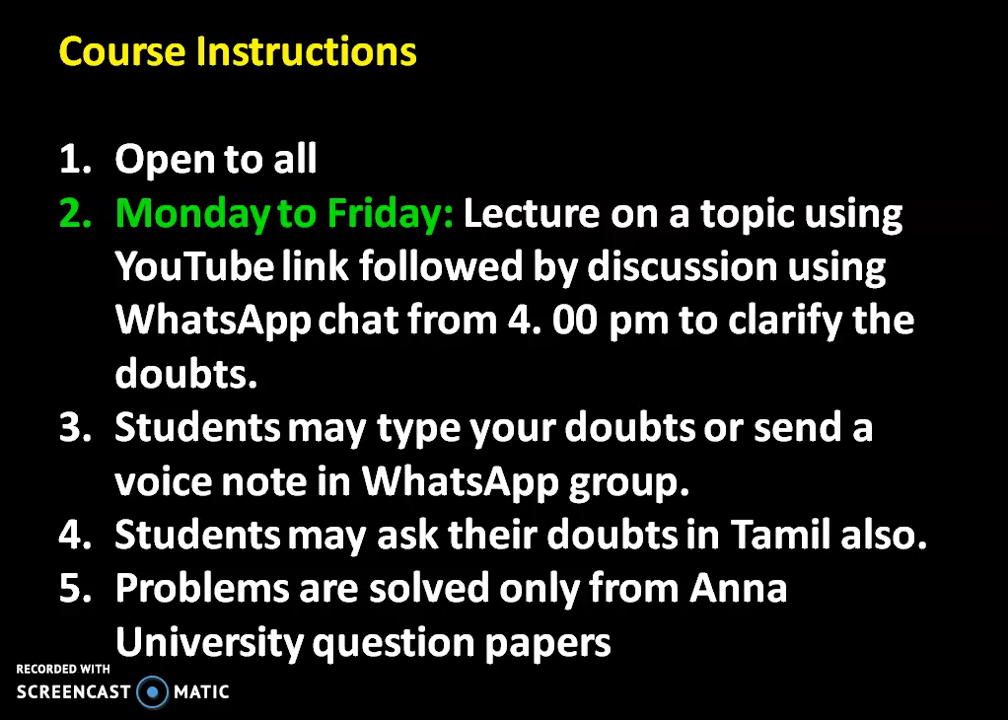 Course Instructions
1. Open to all
2. Monday to Friday: Lecture on a topic using
YouTube link followed by discussion using
WhatsApp chat from 4. 00 pm to clarify the
doubts.
3. Students may type your doubts or send a
voice note in WhatsApp group.
4. Students may ask their doubts in Tamil also.
5. Problems are solved only from Anna
University question papers
RECORDED WITH
SCREENCAST MATIC